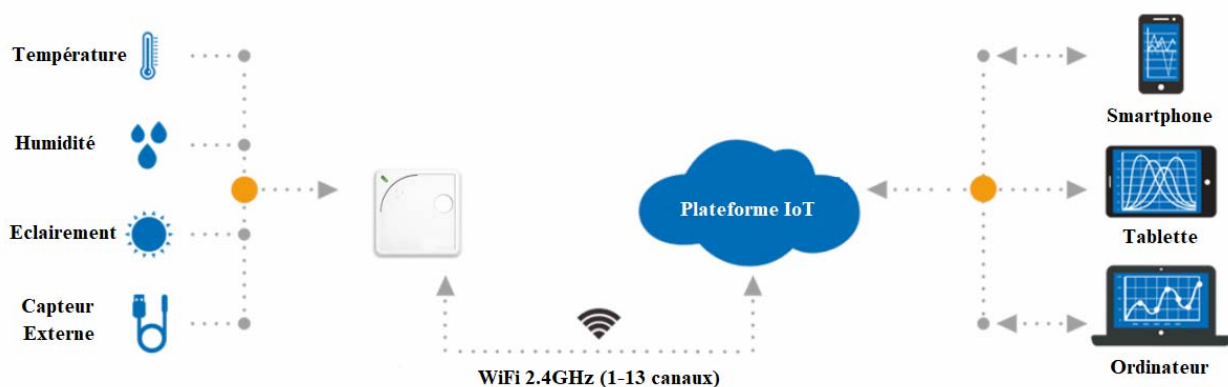 Température
Humidité
Eclairement
Capteur
Externe
WiFi 2.4GHz (1-13 canaux)
Plateforme IoT
Smartphone
Tablette
Ordinateur